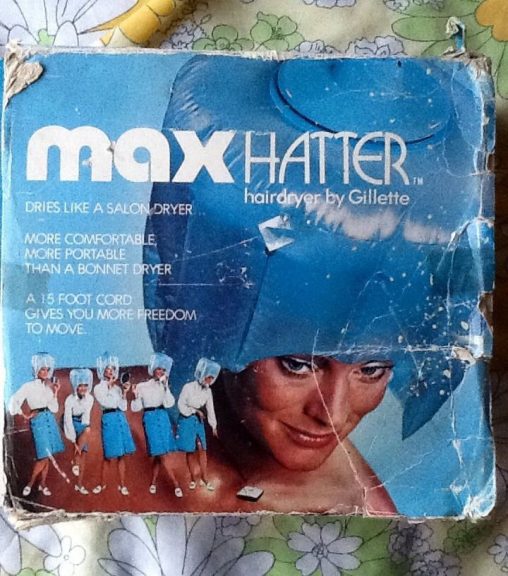 max HATTER™
hairdryer by Gillette
DRIES LIKE A SALON DRYER
MORE COMFORTABLE,
MORE PORTABLE
THAN A BONNET DRYER
A 15 FOOT CORD
GIVES YOU MORE FREEDOM
TO MOVE.